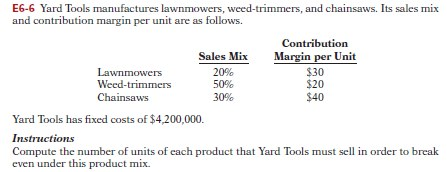 E6-6 Yard Tools manufactures lawnmowers, weed-trimmers, and chainsaws. Its sales mix
and contribution margin per unit are as follows.
Contribution
Sales Mix Margin per Unit
Lawnmowers 20% $30
Weed-trimmers 50% $20
Chainsaws 30% $40
Yard Tools has fixed costs of $4,200,000.
Instructions
Compute the number of units of each product that Yard Tools must sell in order to break
even under this product mix.